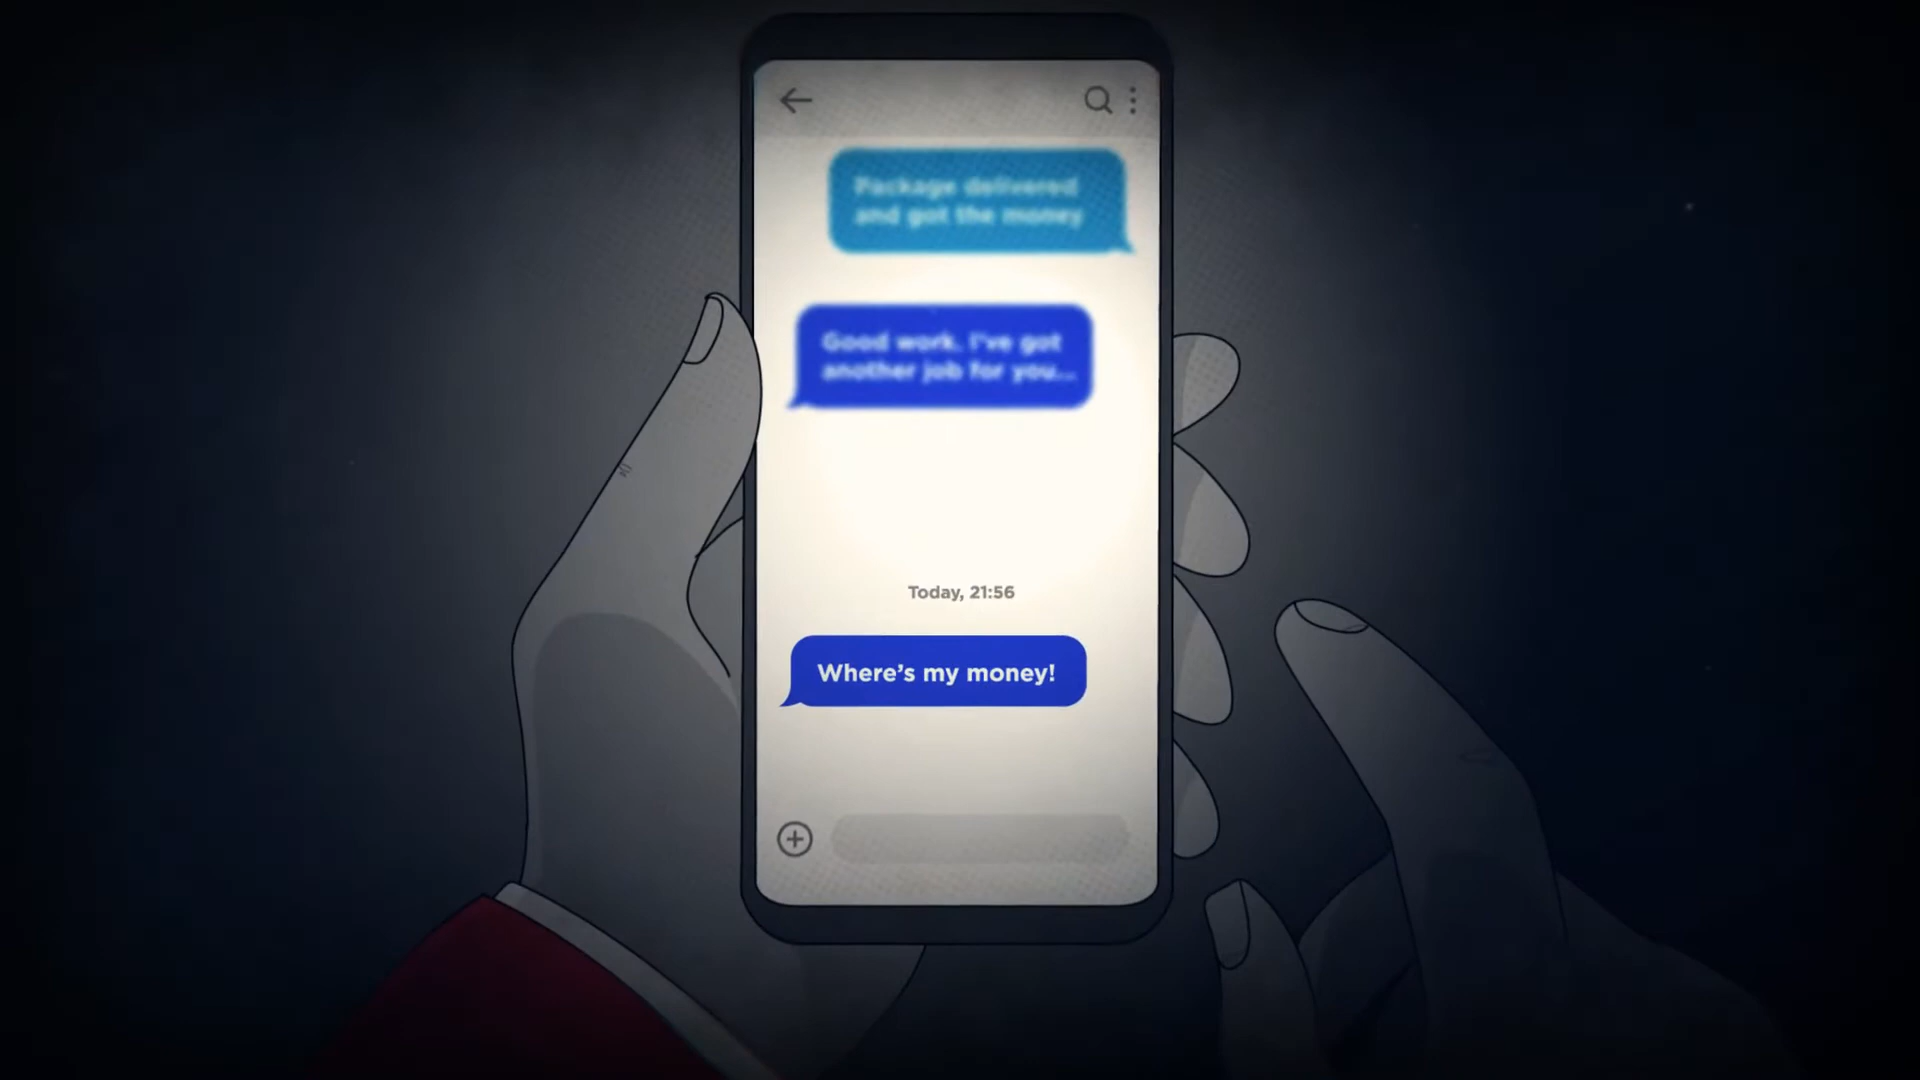 Package delivered
and got the money
Good work. I've got
another job for you...
Today, 21:56
Where's my money!